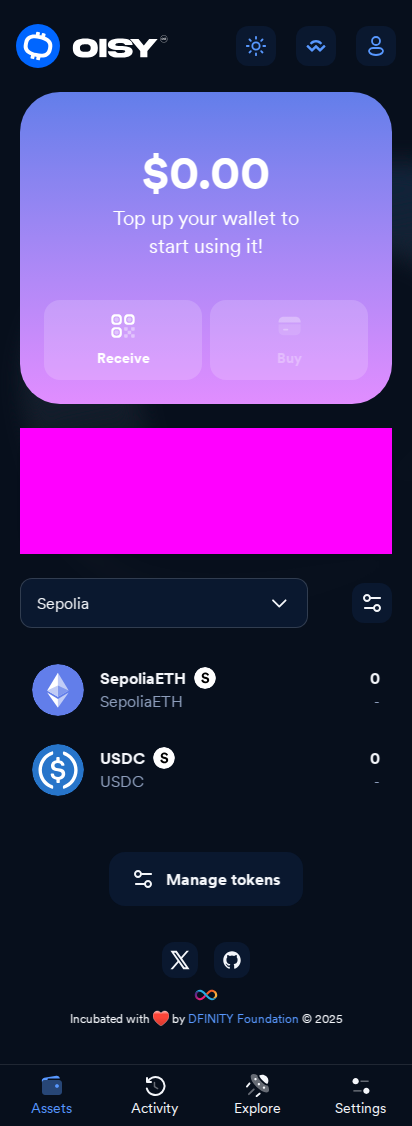 OISY
$0.00
Top up your wallet to
start using it!
Receive
Buy
Sepolia
SepoliaETH S
0
SepoliaETH
-
USDC S
0
USDC
-
Manage tokens
Incubated with ❤️ by DFINITY Foundation © 2025
Assets
Activity
Explore
Settings